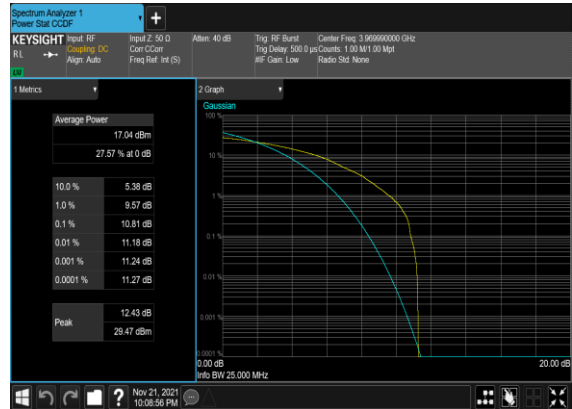 Spectrum Analyzer 1
Power Stat CCDF
+
KEYSIGHT Input: RF Input Z: 50 Ω Atten: 40 dB Trig: RF Burst Center Freq: 3.969990000 GHz
RL Coupling: DC Corr CCorr Trig Delay: 500.0 µs Counts: 1.00 M/1.00 Mpt
Align: Auto Freq Ref: Int (S) #IF Gain: Low Radio Std: None
1 Metrics
2 Graph
Gaussian
Average Power
17.04 dBm
27.57 % at 0 dB
10.0 % 5.38 dB
1.0 % 9.57 dB
0.1 % 10.81 dB
0.01 % 11.18 dB
0.001 % 11.24 dB
0.0001 % 11.27 dB
Peak 12.43 dB
29.47 dBm
100 %
10 %
1 %
0.1 %
0.01 %
0.001 %
0.0001 %
0.00 dB 20.00 dB
Info BW 25.000 MHz
? Nov 21, 2021
10:08:56 PM